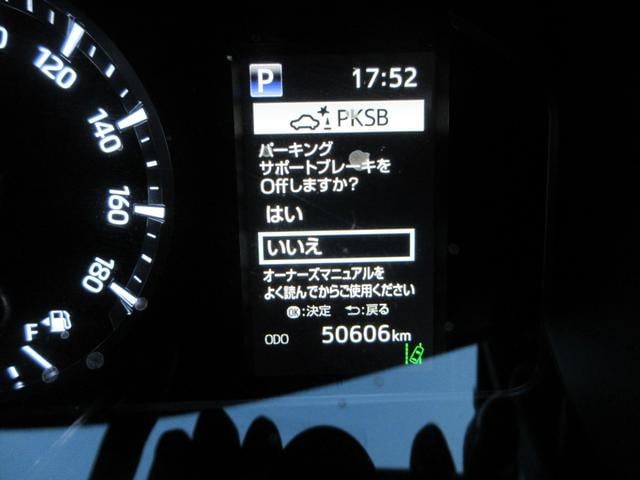 120
140
160
180
F
P 17:52
PKSB
パーキング
サポートブレーキを
Offしますか?
はい
いいえ
オーナーズマニュアルを
よく読んでからご使用ください
OK:決定 :戻る
ODO 50606km